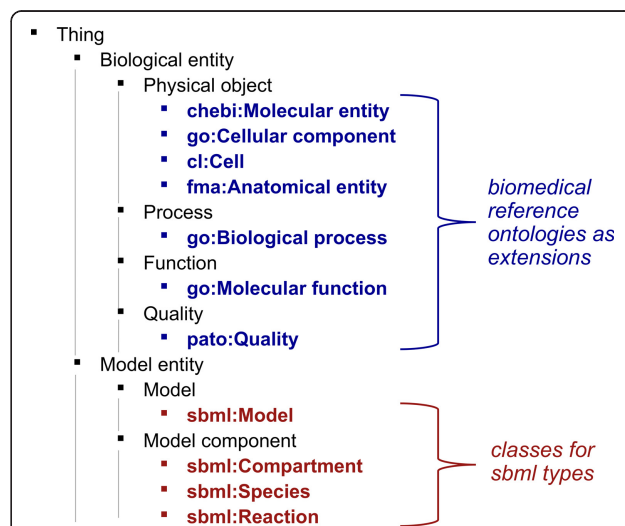 Thing
Biological entity
Physical object
chebi:Molecular entity
go:Cellular component
cl:Cell
fma:Anatomical entity
Process
go:Biological process
Function
go:Molecular function
Quality
pato:Quality
biomedical
reference
ontologies as
extensions
Model entity
Model
sbml:Model
Model component
sbml:Compartment
sbml:Species
sbml:Reaction
classes for
sbml types